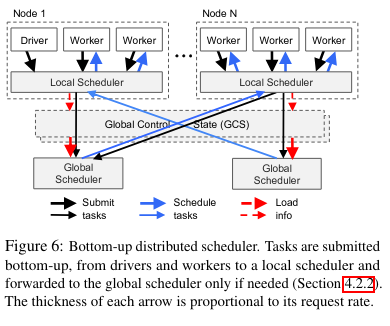 Node 1
Node N
Driver
Worker
Worker
...
Worker
Worker
Worker
Local Scheduler
Local Scheduler
Global Control State (GCS)
Global
Scheduler
Global
Scheduler
Submit
tasks
Schedule
tasks
Load
info
Figure 6: Bottom-up distributed scheduler. Tasks are submitted
bottom-up, from drivers and workers to a local scheduler and
forwarded to the global scheduler only if needed (Section 4.2.2).
The thickness of each arrow is proportional to its request rate.